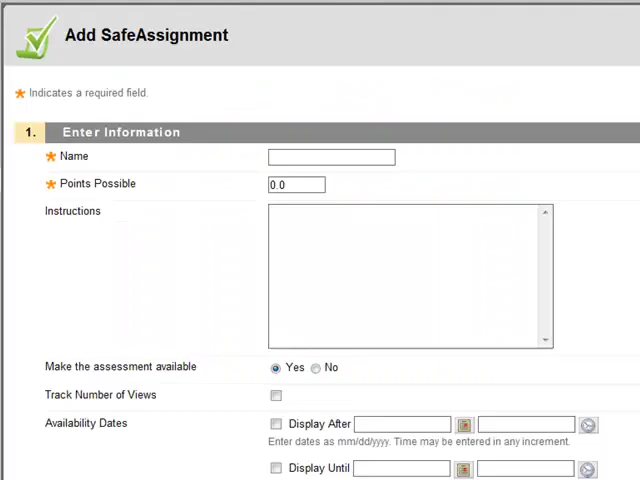 Add SafeAssignment
Indicates a required field.
1. Enter Information
Name
Points Possible 0.0
Instructions
Make the assessment available Yes No
Track Number of Views
Availability Dates Display After
Enter dates as mm/dd/yyyy. Time may be entered in any increment.
Display Until